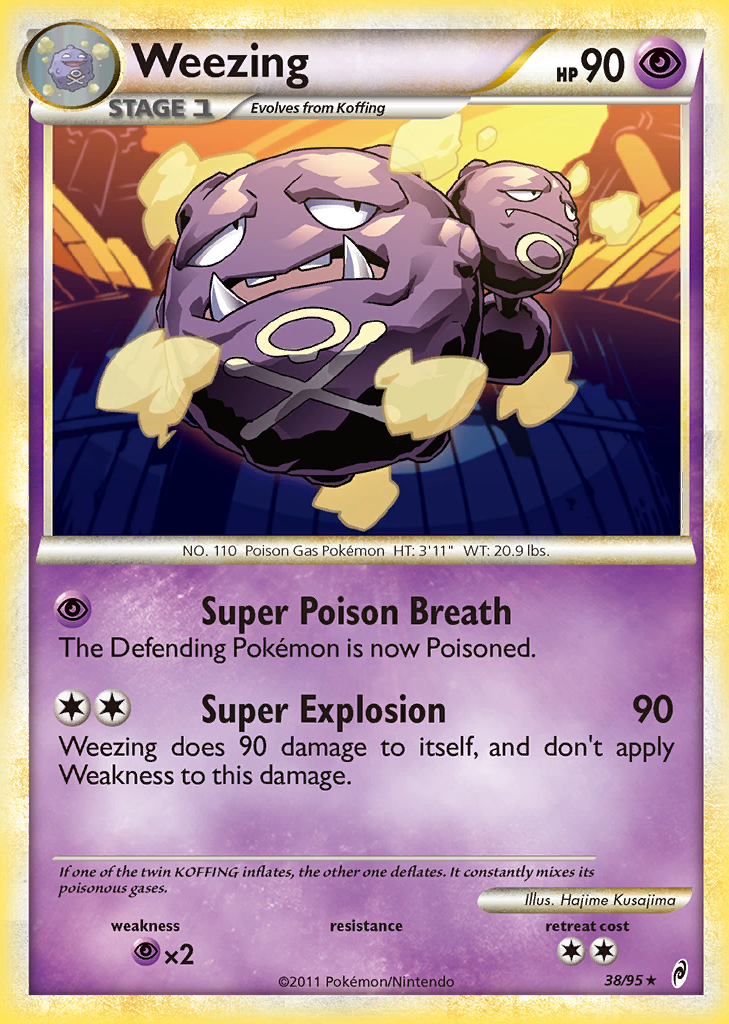 Weezing
HP 90
STAGE 1
Evolves from Koffing
NO. 110 Poison Gas Pokémon HT: 3'11" WT: 20.9 lbs.
Super Poison Breath
The Defending Pokémon is now Poisoned.
Super Explosion 90
Weezing does 90 damage to itself, and don't apply
Weakness to this damage.
If one of the twin KOFFING inflates, the other one deflates. It constantly mixes its
poisonous gases.
Illus. Hajime Kusajima
weakness resistance retreat cost
×2
©2011 Pokémon/Nintendo 38/95 ★